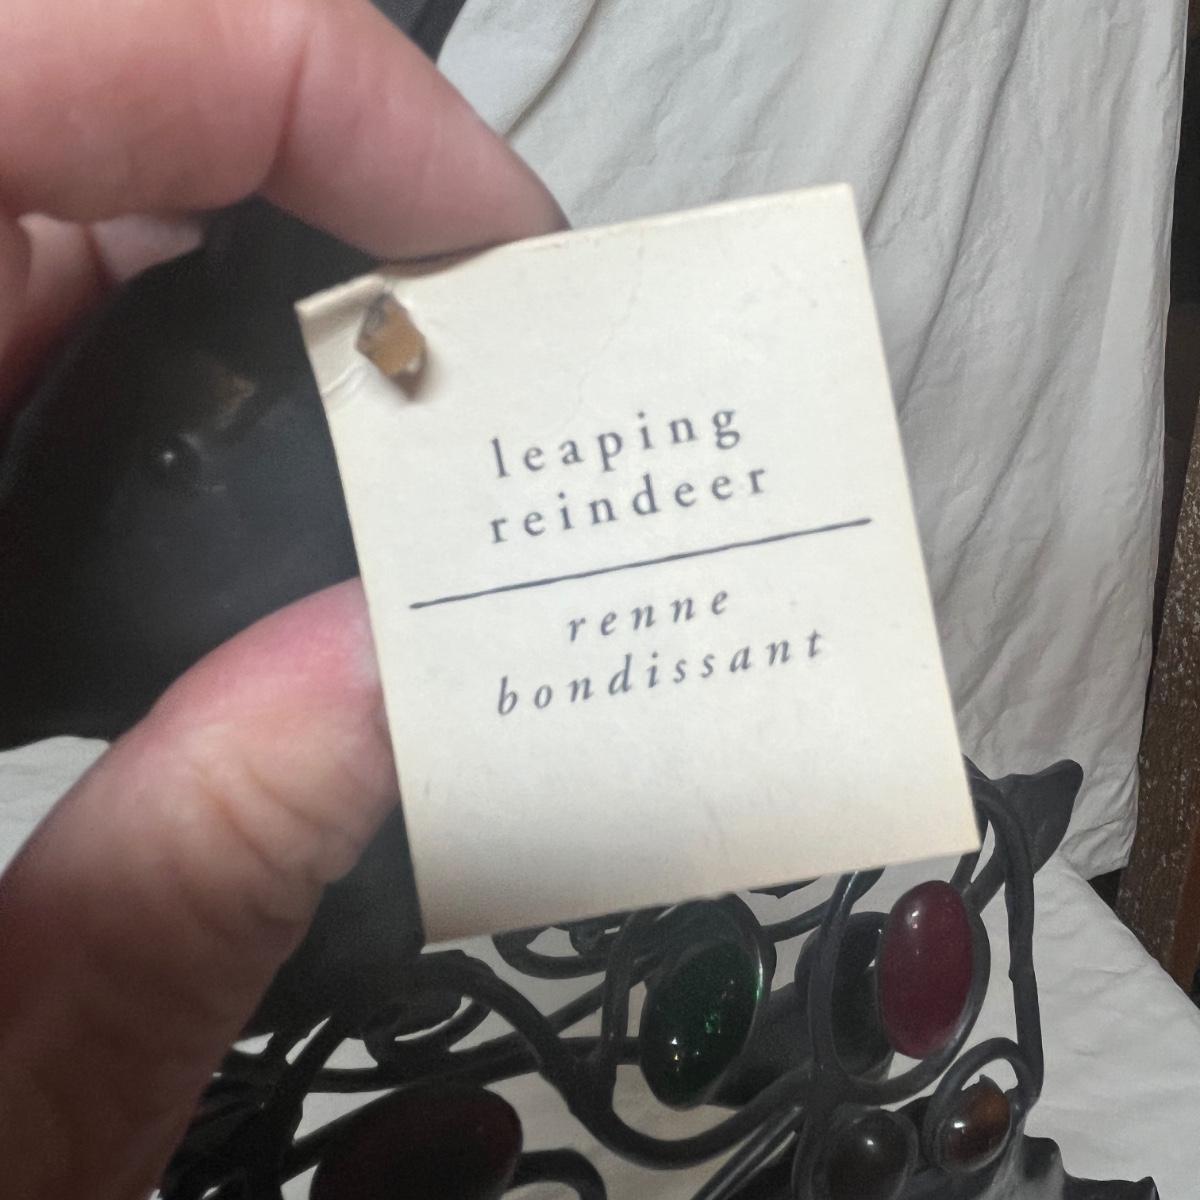 leaping
reindeer
renne
bondissant